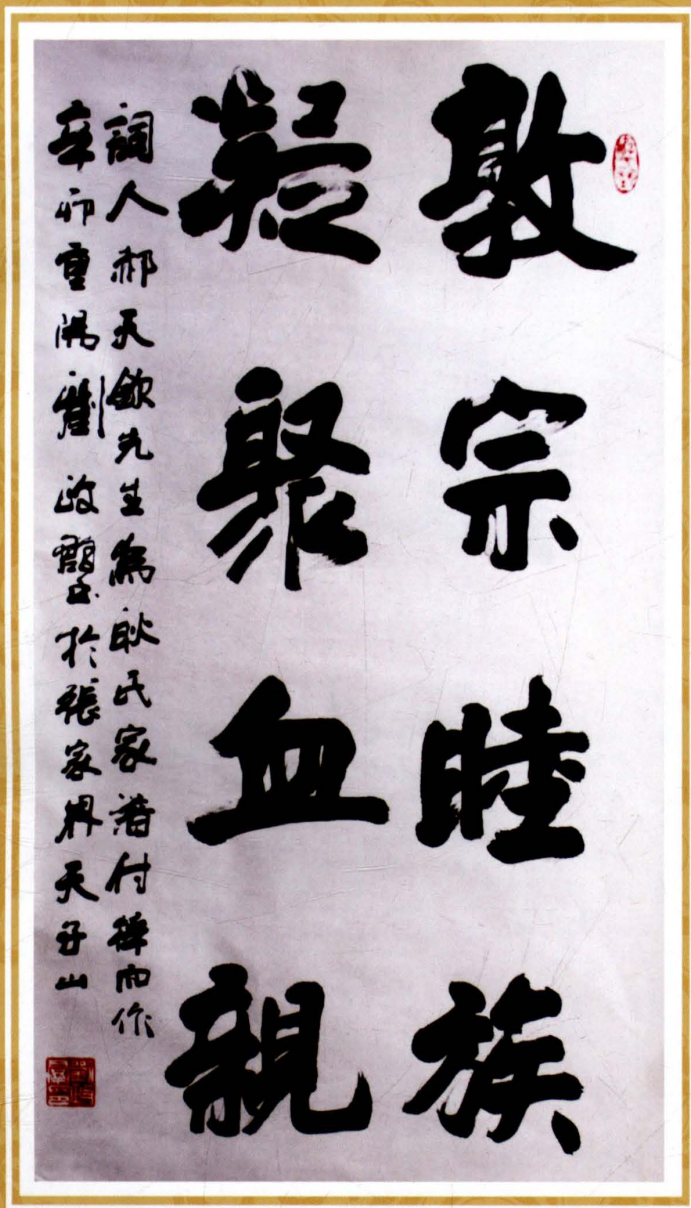 敦宗睦族
凝聚血親
詞人郝天欽先生為耿氏家譜付梓而作
辛卯重陽劉政書於張家界天子山